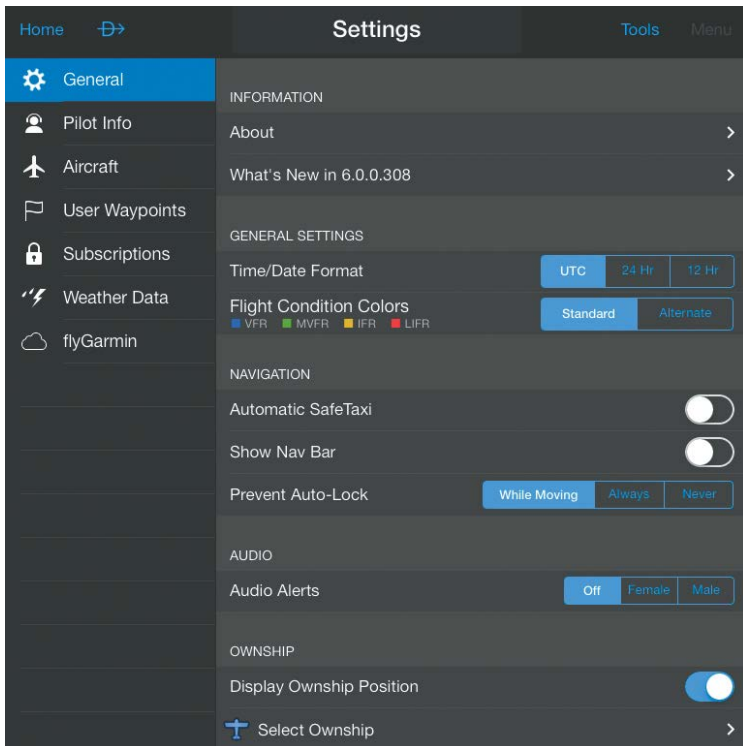 Home
Settings
Tools
Menu
General
Pilot Info
Aircraft
User Waypoints
Subscriptions
Weather Data
flyGarmin
INFORMATION
About
What's New in 6.0.0.308
GENERAL SETTINGS
Time/Date Format
UTC 24 Hr 12 Hr
Flight Condition Colors
VFR MVFR IFR LIFR
Standard Alternate
NAVIGATION
Automatic SafeTaxi
Show Nav Bar
Prevent Auto-Lock
While Moving Always Never
AUDIO
Audio Alerts
Off Female Male
OWNSHIP
Display Ownship Position
Select Ownship